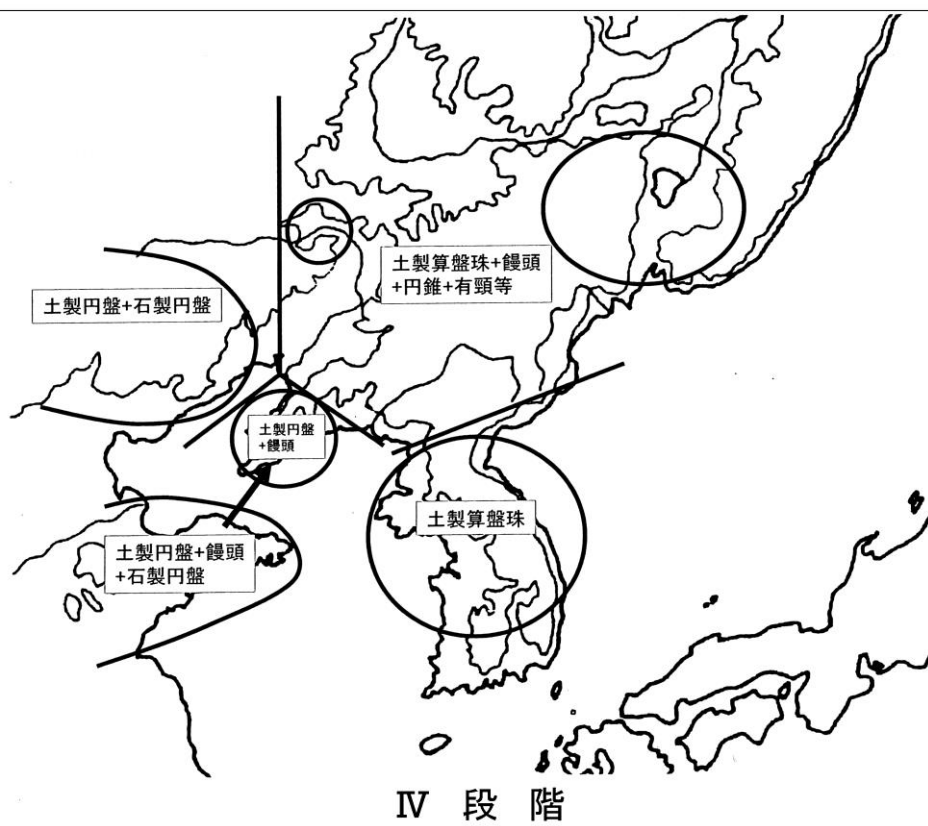 土製算盤珠+饅頭
+円錐+有頸等
土製円盤+石製円盤
土製円盤
+饅頭
土製算盤珠
土製円盤+饅頭
+石製円盤
Ⅳ 段 階